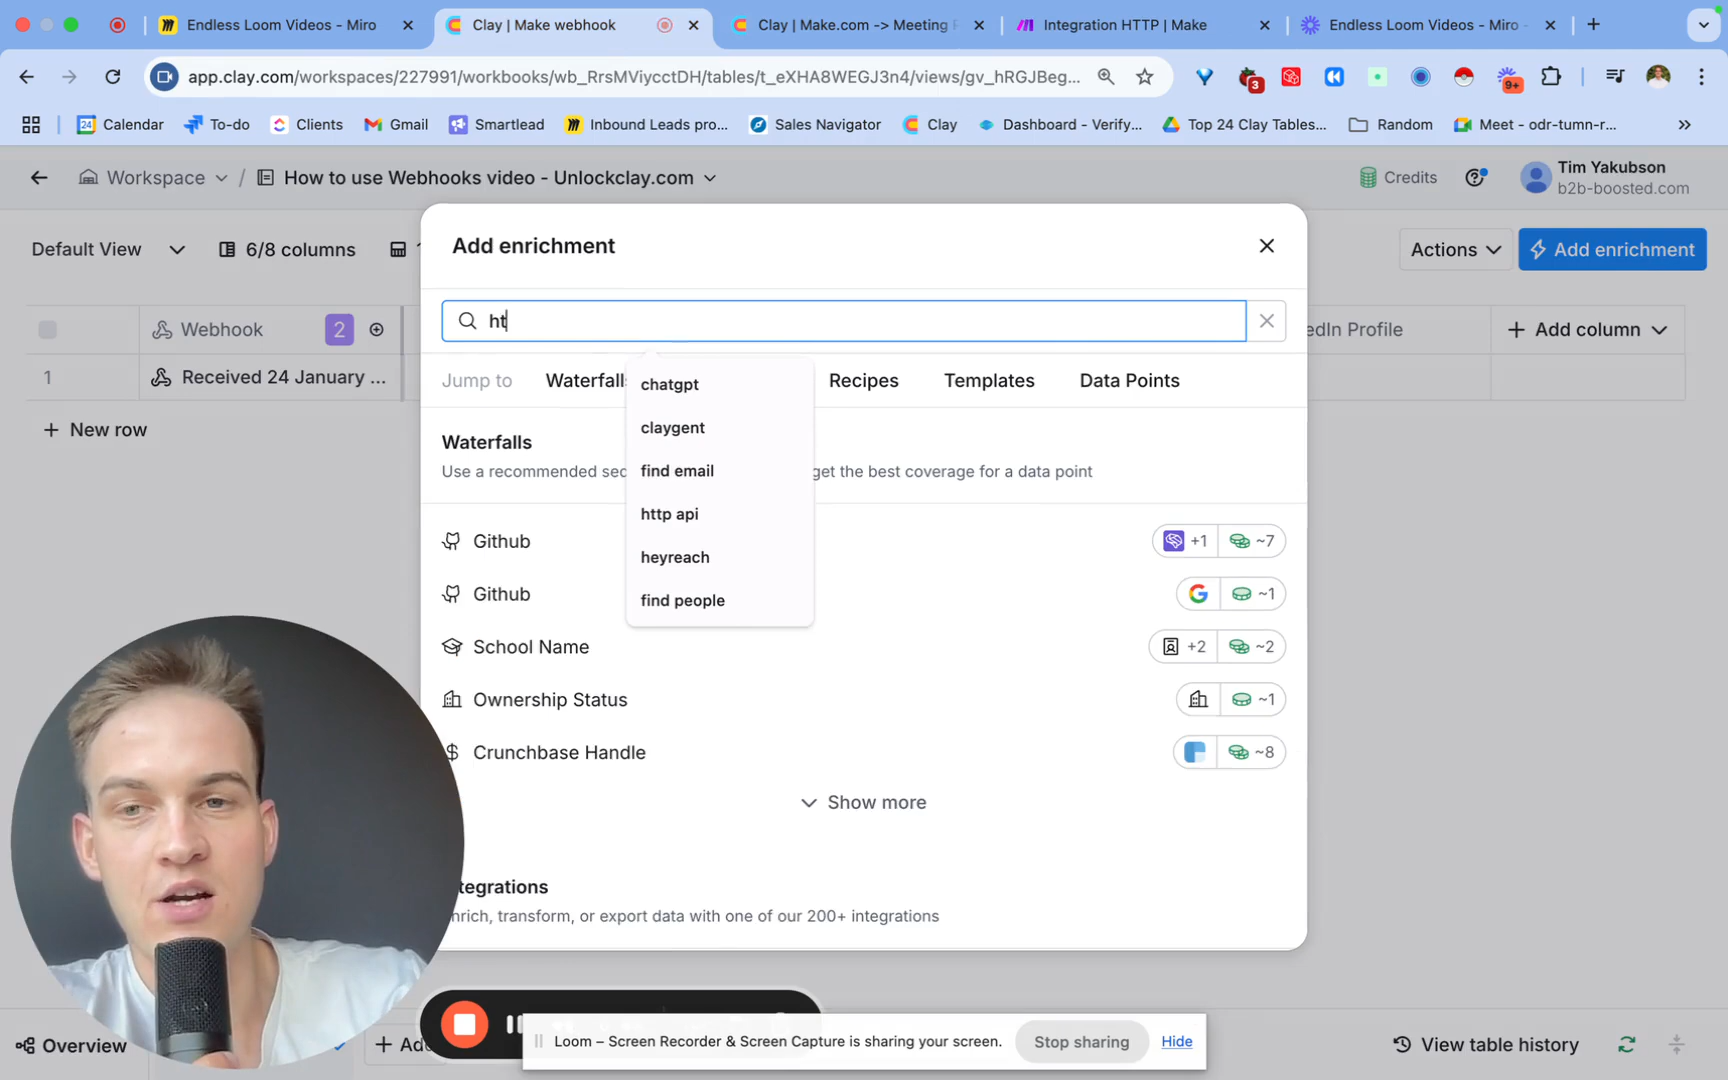 Endless Loom Videos - Miro
Clay | Make webhook
Clay | Make.com -> Meeting
Integration HTTP | Make
Endless Loom Videos - Miro -
app.clay.com/workspaces/227991/workbooks/wb_RrsMViycctDH/tables/t_eXHA8WEGJ3n4/views/gv_hRGJBeg...
3
9+
Calendar
To-do
Clients
Gmail
Smartlead
Inbound Leads pro...
Sales Navigator
Clay
Dashboard - Verify,...
Top 24 Clay Tables...
Random
Meet - odr-tumn-r...
Workspace / How to use Webhooks video - Unlockclay.com
Credits
Tim Yakubson
b2b-boosted.com
Default View
6/8 columns
Actions
Add enrichment
Webhook 2
edIn Profile
+ Add column
1 Received 24 January ...
+ New row
Add enrichment
ht
Jump to
Waterfall
Recipes
Templates
Data Points
chatgpt
claygent
find email
http api
heyreach
find people
Waterfalls
Use a recommended
get the best coverage for a data point
Github +1 ~7
Github ~1
School Name +2 ~2
Ownership Status ~1
Crunchbase Handle ~8
Show more
tegrations
nrich, transform, or export data with one of our 200+ integrations
Overview
+ Ad
Loom – Screen Recorder & Screen Capture is sharing your screen.
Stop sharing
Hide
View table history